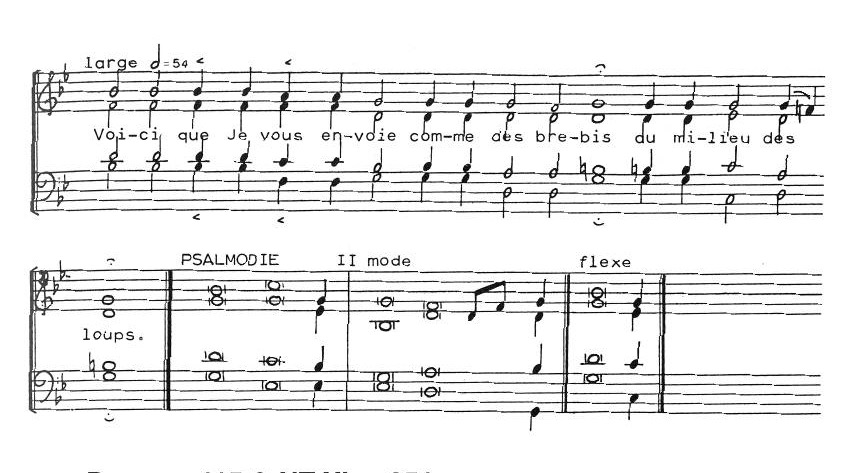 large 𝅗𝅥=54
Voi-ci que Je vous en-voie com-me des bre-bis du mi-lieu des
PSALMODIE II mode flexe
loups.